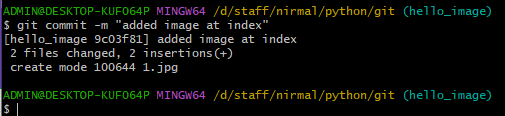 ADMIN@DESKTOP-KUFO64P MINGW64 /d/staff/nirmal/python/git (hello_image)
$ git commit -m "added image at index"
[hello_image 9c03f81] added image at index
 2 files changed, 2 insertions(+)
 create mode 100644 1.jpg
ADMIN@DESKTOP-KUFO64P MINGW64 /d/staff/nirmal/python/git (hello_image)
$